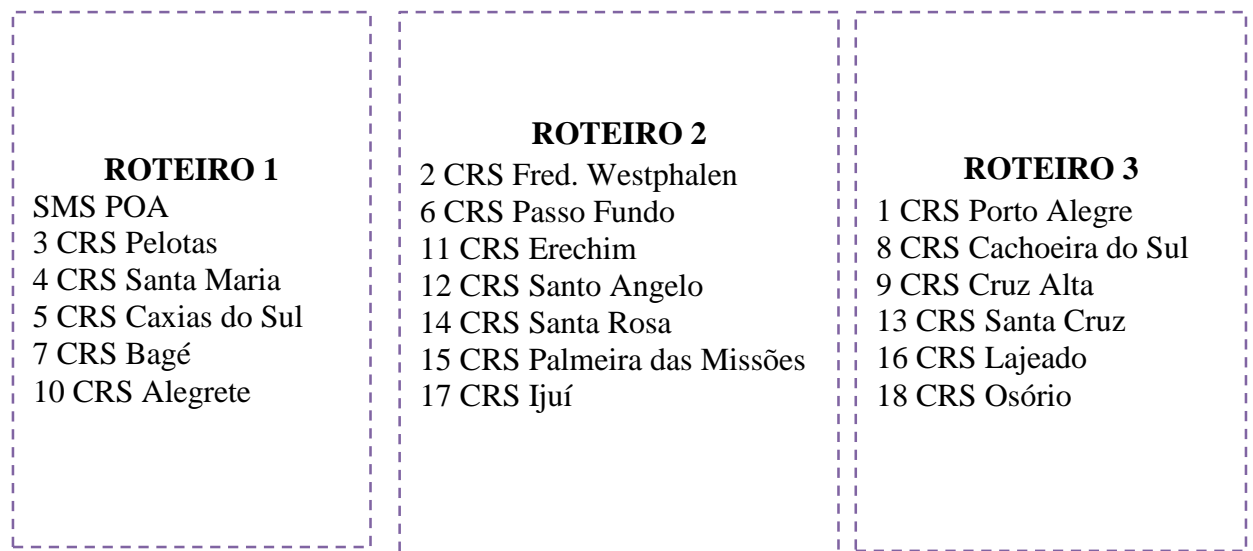 ROTEIRO 1
SMS POA
3 CRS Pelotas
4 CRS Santa Maria
5 CRS Caxias do Sul
7 CRS Bagé
10 CRS Alegrete
ROTEIRO 2
2 CRS Fred. Westphalen
6 CRS Passo Fundo
11 CRS Erechim
12 CRS Santo Angelo
14 CRS Santa Rosa
15 CRS Palmeira das Missões
17 CRS Ijuí
ROTEIRO 3
1 CRS Porto Alegre
8 CRS Cachoeira do Sul
9 CRS Cruz Alta
13 CRS Santa Cruz
16 CRS Lajeado
18 CRS Osório